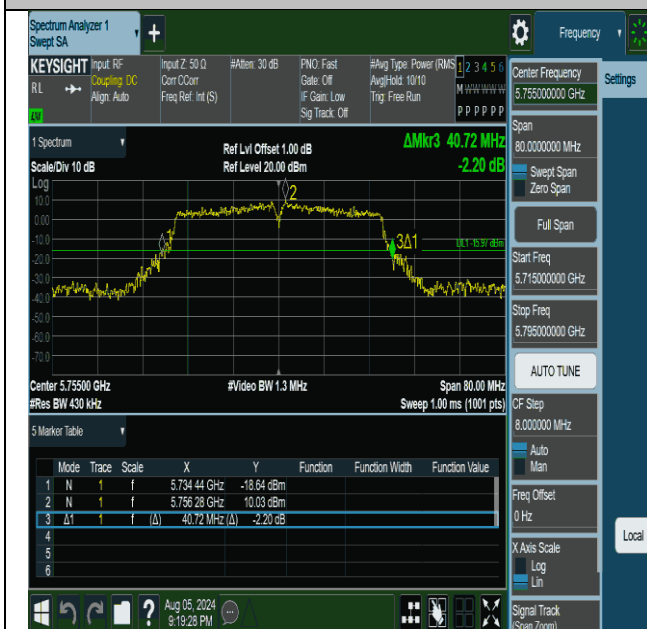 Spectrum Analyzer 1
Swept SA
+
Frequency
KEYSIGHT
RL
Input: RF
Coupling: DC
Align: Auto
Input Z: 50 Ω
Corr CCorr
Freq Ref: Int (S)
#Atten: 30 dB
PNO: Fast
Gate: Off
IF Gain: Low
Sig Track: Off
#Avg Type: Power (RMS
Avg|Hold: 10/10
Trig: Free Run
1 2 3 4 5 6
M W W W W W
P P P P P P
LXI
1 Spectrum
Scale/Div 10 dB
Ref Lvl Offset 1.00 dB
Ref Level 20.00 dBm
ΔMkr3 40.72 MHz
-2.20 dB
Log
10.0
0.00
-10.0
-20.0
-30.0
-40.0
-50.0
-60.0
-70.0
1
2
3Δ1
DL1 -15.97 dBm
Center 5.75500 GHz
#Res BW 430 kHz
#Video BW 1.3 MHz
Span 80.00 MHz
Sweep 1.00 ms (1001 pts)
5 Marker Table
Mode Trace Scale X Y Function Function Width Function Value
1 N 1 f 5.734 44 GHz -18.64 dBm
2 N 1 f 5.756 28 GHz 10.03 dBm
3 Δ1 1 f (Δ) 40.72 MHz (Δ) -2.20 dB
4
5
6
?
Aug 05, 2024
9:19:28 PM
Center Frequency
5.755000000 GHz
Span
80.0000000 MHz
Swept Span
Zero Span
Full Span
Start Freq
5.715000000 GHz
Stop Freq
5.795000000 GHz
AUTO TUNE
CF Step
8.000000 MHz
Auto
Man
Freq Offset
0 Hz
X Axis Scale
Log
Lin
Signal Track
(Span Zoom)
Settings
Local